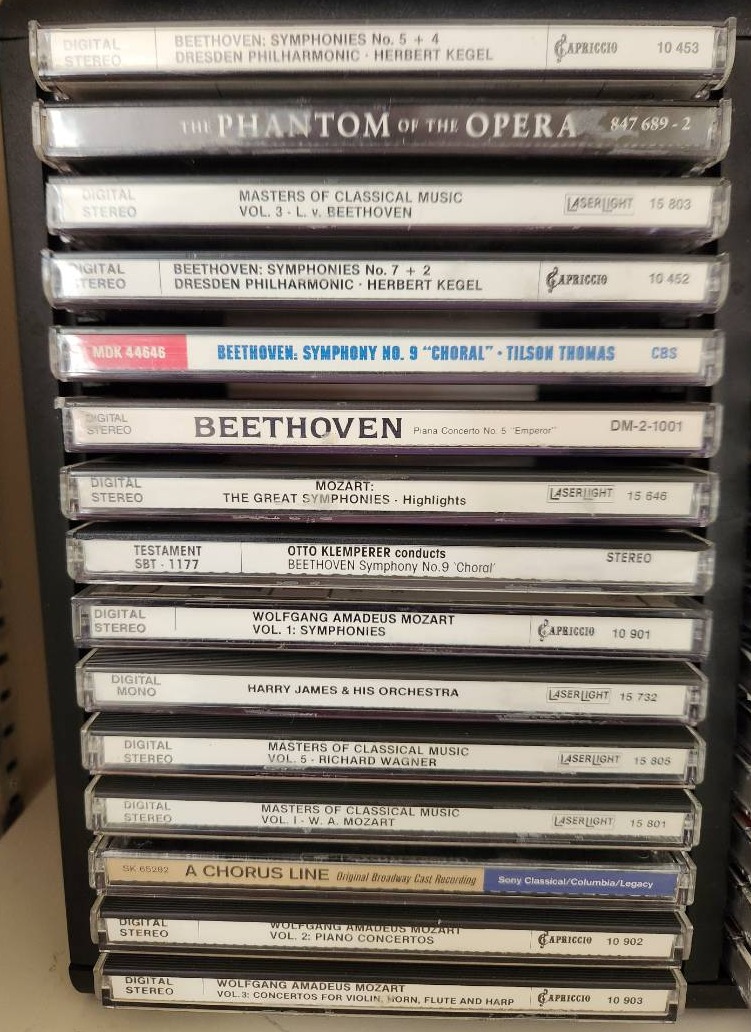 DIGITAL STEREO
BEETHOVEN: SYMPHONIES No. 5 + 4
DRESDEN PHILHARMONIC · HERBERT KEGEL
CAPRICCIO 10 453
THE PHANTOM OF THE OPERA 847 689 - 2
DIGITAL STEREO
MASTERS OF CLASSICAL MUSIC
VOL. 3 - L. v. BEETHOVEN
LASERLIGHT 15 803
DIGITAL STEREO
BEETHOVEN: SYMPHONIES No. 7 + 2
DRESDEN PHILHARMONIC · HERBERT KEGEL
CAPRICCIO 10 452
MDK 44646 BEETHOVEN: SYMPHONY NO. 9 "CHORAL" · TILSON THOMAS CBS
DIGITAL STEREO
BEETHOVEN Piana Concerto No. 5 "Emperor" DM-2-1001
DIGITAL STEREO
MOZART:
THE GREAT SYMPHONIES - Highlights
LASERLIGHT 15 646
TESTAMENT
SBT · 1177
OTTO KLEMPERER conducts
BEETHOVEN Symphony No.9 'Choral'
STEREO
DIGITAL STEREO
WOLFGANG AMADEUS MOZART
VOL. 1: SYMPHONIES
CAPRICCIO 10 901
DIGITAL MONO
HARRY JAMES & HIS ORCHESTRA
LASERLIGHT 15 732
DIGITAL STEREO
MASTERS OF CLASSICAL MUSIC
VOL. 5 - RICHARD WAGNER
LASERLIGHT 15 805
DIGITAL STEREO
MASTERS OF CLASSICAL MUSIC
VOL. I - W. A. MOZART
LASERLIGHT 15 801
SK 65282 A CHORUS LINE Original Broadway Cast Recording Sony Classical/Columbia/Legacy
DIGITAL STEREO
WOLFGANG AMADEUS MOZART
VOL. 2: PIANO CONCERTOS
CAPRICCIO 10 902
DIGITAL STEREO
WOLFGANG AMADEUS MOZART
VOL.3: CONCERTOS FOR VIOLIN, HORN, FLUTE AND HARP
CAPRICCIO 10 903